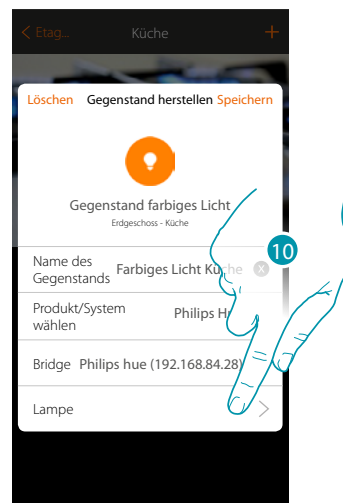 < Etag... Küche +
Löschen Gegenstand herstellen Speichern
Gegenstand farbiges Licht
Erdgeschoss - Küche
Name des
Gegenstands
Farbiges Licht Küche X
10
Produkt/System
wählen
Philips H
Bridge Philips hue (192.168.84.28)
Lampe >